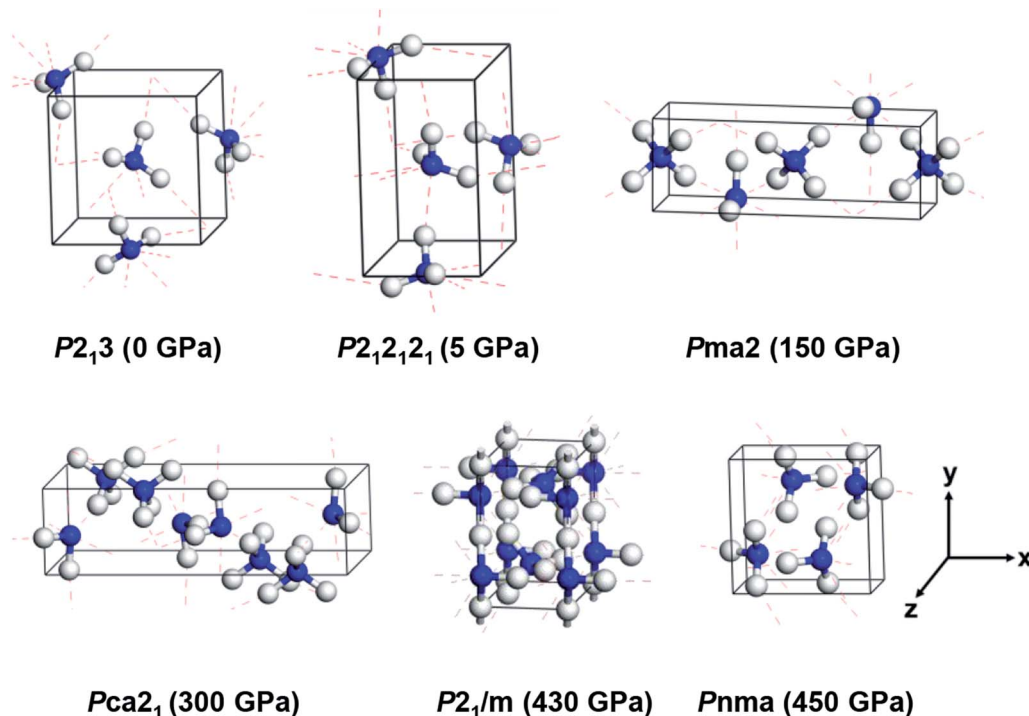 P2₁3 (0 GPa)
P2₁2₁2₁ (5 GPa)
Pma2 (150 GPa)
y
x
z
Pca2₁ (300 GPa)
P2₁/m (430 GPa)
Pnma (450 GPa)